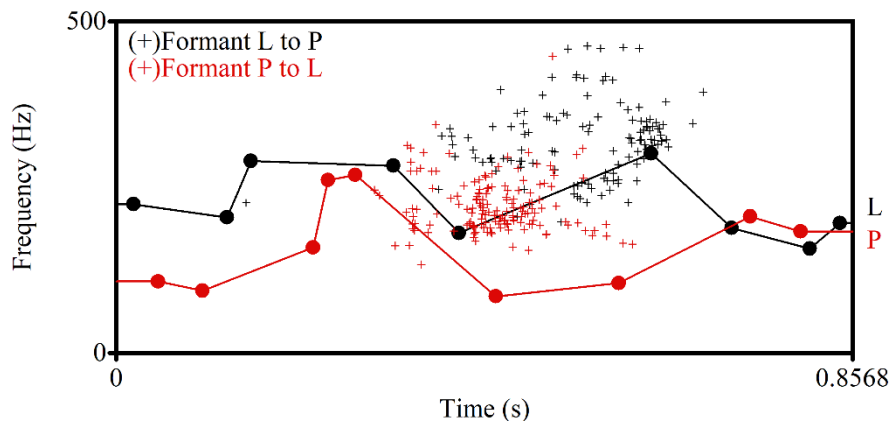 500
(+)Formant L to P
(+)Formant P to L
Frequency (Hz)
L
P
0
0
0.8568
Time (s)